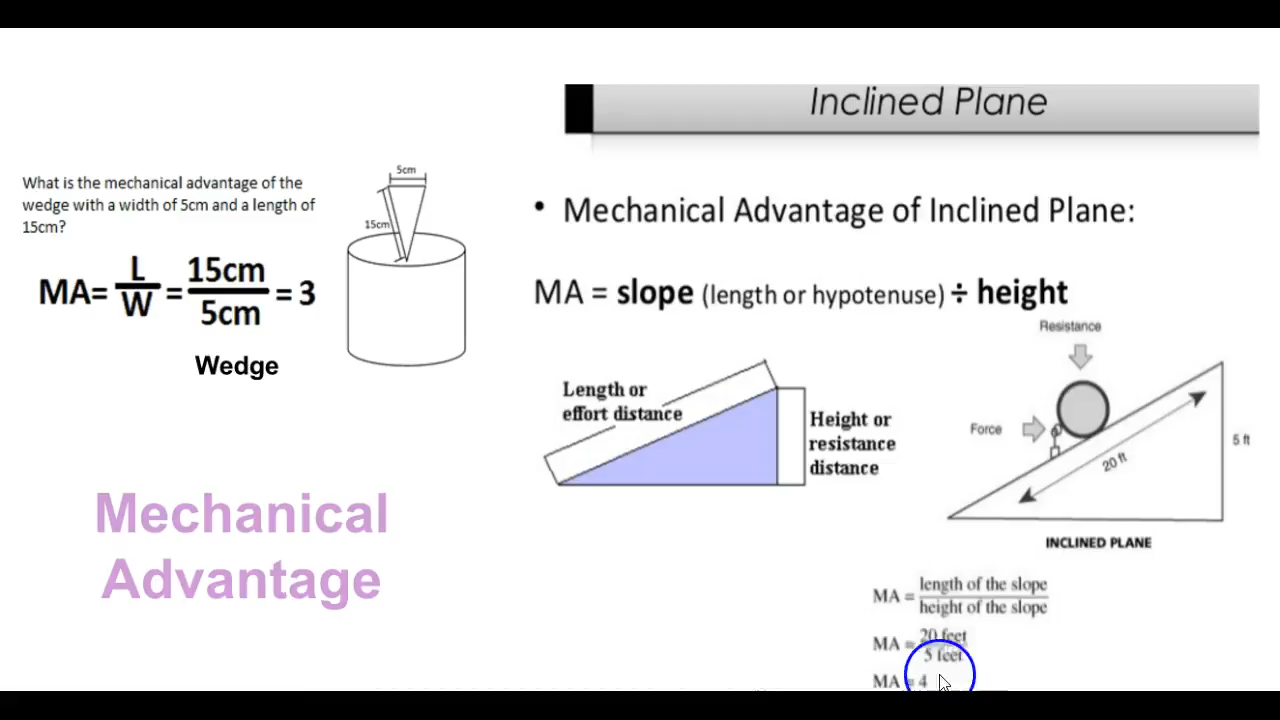 Inclined Plane
What is the mechanical advantage of the
wedge with a width of 5cm and a length of
15cm?
5cm
15cm
MA= L/W = 15cm/5cm = 3
Wedge
Mechanical
Advantage
• Mechanical Advantage of Inclined Plane:
MA = slope (length or hypotenuse) ÷ height
Length or
effort distance
Height or
resistance
distance
Resistance
Force
20 ft
5 ft
INCLINED PLANE
MA = length of the slope
height of the slope
MA = 20 feet
5 feet
MA = 4